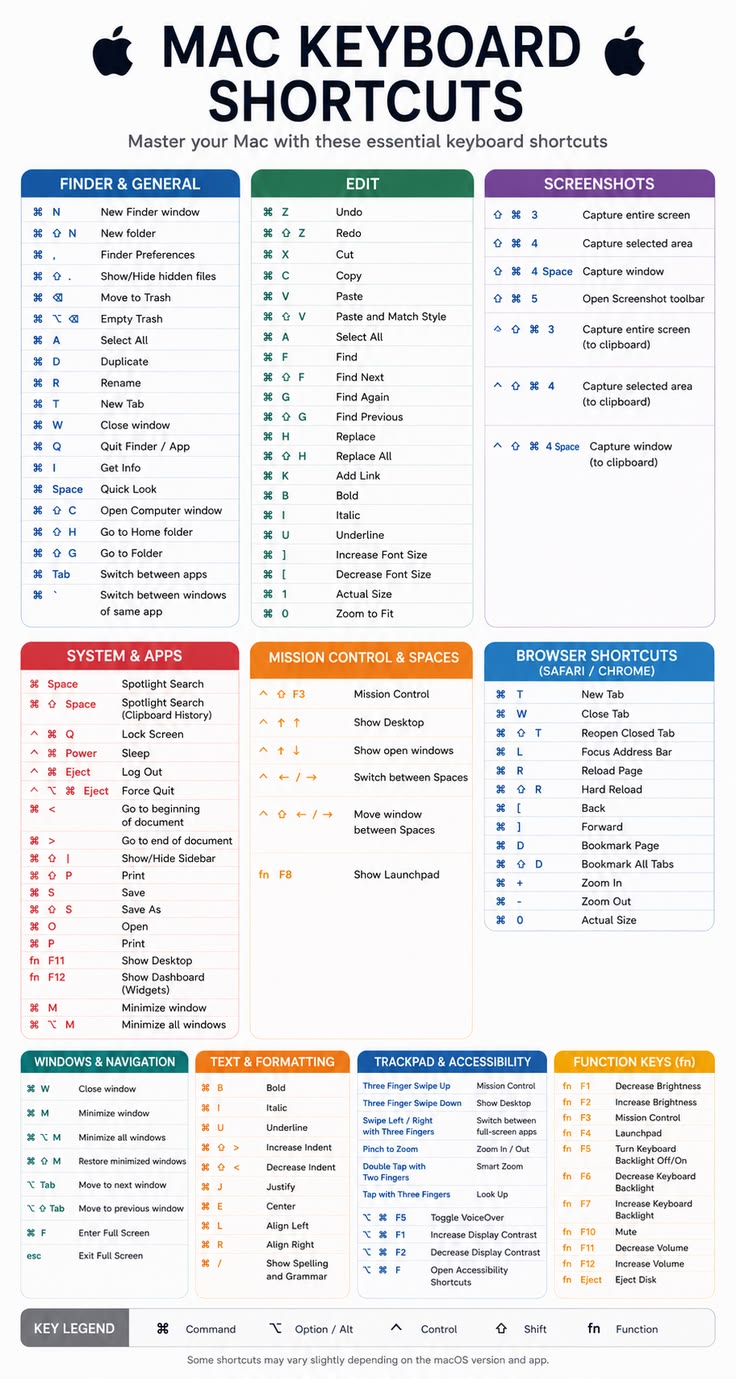 MAC KEYBOARD
SHORTCUTS
Master your Mac with these essential keyboard shortcuts
FINDER & GENERAL
⌘ N New Finder window
⌘ ⇧ N New folder
⌘ , Finder Preferences
⌘ ⇧ . Show/Hide hidden files
⌘ ⌫ Move to Trash
⌘ ⌥ ⌫ Empty Trash
⌘ A Select All
⌘ D Duplicate
⌘ R Rename
⌘ T New Tab
⌘ W Close window
⌘ Q Quit Finder / App
⌘ I Get Info
⌘ Space Quick Look
⌘ ⇧ C Open Computer window
⌘ ⇧ H Go to Home folder
⌘ ⇧ G Go to Folder
⌘ Tab Switch between apps
⌘ ` Switch between windows
of same app
EDIT
⌘ Z Undo
⌘ ⇧ Z Redo
⌘ X Cut
⌘ C Copy
⌘ V Paste
⌘ ⇧ V Paste and Match Style
⌘ A Select All
⌘ F Find
⌘ ⇧ F Find Next
⌘ G Find Again
⌘ ⇧ G Find Previous
⌘ H Replace
⌘ ⇧ H Replace All
⌘ K Add Link
⌘ B Bold
⌘ I Italic
⌘ U Underline
⌘ ] Increase Font Size
⌘ [ Decrease Font Size
⌘ 1 Actual Size
⌘ 0 Zoom to Fit
SCREENSHOTS
⇧ ⌘ 3 Capture entire screen
⇧ ⌘ 4 Capture selected area
⇧ ⌘ 4 Space Capture window
⇧ ⌘ 5 Open Screenshot toolbar
⌃ ⇧ ⌘ 3 Capture entire screen
(to clipboard)
⌃ ⇧ ⌘ 4 Capture selected area
(to clipboard)
⌃ ⇧ ⌘ 4 Space Capture window
(to clipboard)
SYSTEM & APPS
⌘ Space Spotlight Search
⌘ ⇧ Space Spotlight Search
(Clipboard History)
⌃ ⌘ Q Lock Screen
⌃ ⌘ Power Sleep
⌃ ⌘ Eject Log Out
⌃ ⌥ ⌘ Eject Force Quit
⌘ < Go to beginning
of document
⌘ > Go to end of document
⌘ ⇧ | Show/Hide Sidebar
⌘ ⇧ P Print
⌘ S Save
⌘ ⇧ S Save As
⌘ O Open
⌘ P Print
fn F11 Show Desktop
fn F12 Show Dashboard
(Widgets)
⌘ M Minimize window
⌘ ⌥ M Minimize all windows
MISSION CONTROL & SPACES
⌃ ⇧ F3 Mission Control
⌃ ↑ ↑ Show Desktop
⌃ ↑ ↓ Show open windows
⌃ ← / → Switch between Spaces
⌃ ⇧ ← / → Move window
between Spaces
fn F8 Show Launchpad
BROWSER SHORTCUTS
(SAFARI / CHROME)
⌘ T New Tab
⌘ W Close Tab
⌘ ⇧ T Reopen Closed Tab
⌘ L Focus Address Bar
⌘ R Reload Page
⌘ ⇧ R Hard Reload
⌘ [ Back
⌘ ] Forward
⌘ D Bookmark Page
⌘ ⇧ D Bookmark All Tabs
⌘ + Zoom In
⌘ - Zoom Out
⌘ 0 Actual Size
WINDOWS & NAVIGATION
⌘ W Close window
⌘ M Minimize window
⌘ ⌥ M Minimize all windows
⌘ ⇧ M Restore minimized windows
⌥ Tab Move to next window
⌥ ⇧ Tab Move to previous window
⌘ F Enter Full Screen
esc Exit Full Screen
TEXT & FORMATTING
⌘ B Bold
⌘ I Italic
⌘ U Underline
⌘ ⇧ > Increase Indent
⌘ ⇧ < Decrease Indent
⌘ J Justify
⌘ E Center
⌘ L Align Left
⌘ R Align Right
⌘ / Show Spelling
and Grammar
TRACKPAD & ACCESSIBILITY
Three Finger Swipe Up Mission Control
Three Finger Swipe Down Show Desktop
Swipe Left / Right Switch between
with Three Fingers full-screen apps
Pinch to Zoom Zoom In / Out
Double Tap with Smart Zoom
Two Fingers
Tap with Three Fingers Look Up
⌥ ⌘ F5 Toggle VoiceOver
⌥ ⌘ F1 Increase Display Contrast
⌥ ⌘ F2 Decrease Display Contrast
⌥ ⌘ F Open Accessibility
Shortcuts
FUNCTION KEYS (fn)
fn F1 Decrease Brightness
fn F2 Increase Brightness
fn F3 Mission Control
fn F4 Launchpad
fn F5 Turn Keyboard
Backlight Off/On
fn F6 Decrease Keyboard
Backlight
fn F7 Increase Keyboard
Backlight
fn F10 Mute
fn F11 Decrease Volume
fn F12 Increase Volume
fn Eject Eject Disk
KEY LEGEND ⌘ Command ⌥ Option / Alt ⌃ Control ⇧ Shift fn Function
Some shortcuts may vary slightly depending on the macOS version and app.